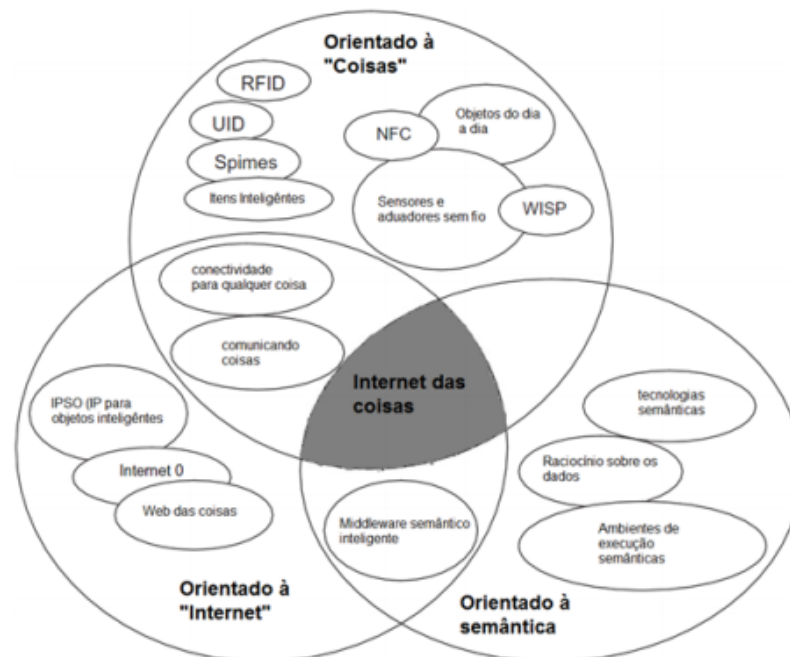 Orientado à
"Coisas"
RFID
UID
Spimes
Itens Inteligêntes
NFC
Objetos do dia
a dia
Sensores e
aduadores sem fio
WISP
conectividade
para qualquer coisa
comunicando
coisas
Internet das
coisas
IPSO (IP para
objetos inteligêntes
Internet 0
Web das coisas
Orientado à
"Internet"
Middleware semântico
inteligente
tecnologias
semânticas
Raciocínio sobre os
dados
Ambientes de
execução
semânticas
Orientado à
semântica